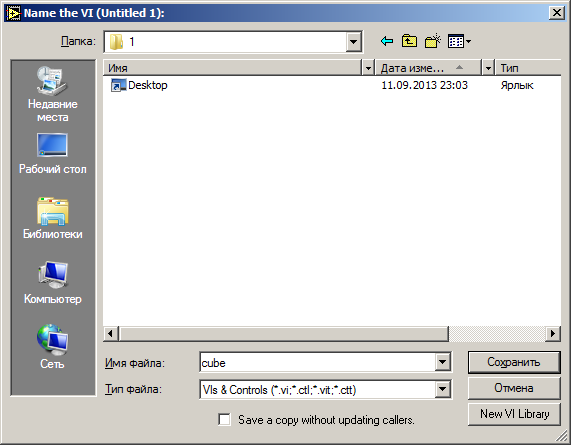 Name the VI (Untitled 1):
Папка: 1
Имя Дата изме... Тип
Desktop 11.09.2013 23:03 Ярлык
Недавние
места
Рабочий стол
Библиотеки
Компьютер
Сеть
Имя файла: cube Сохранить
Тип файла: VIs & Controls (*.vi;*.ctl;*.vit;*.ctt) Отмена
Save a copy without updating callers. New VI Library